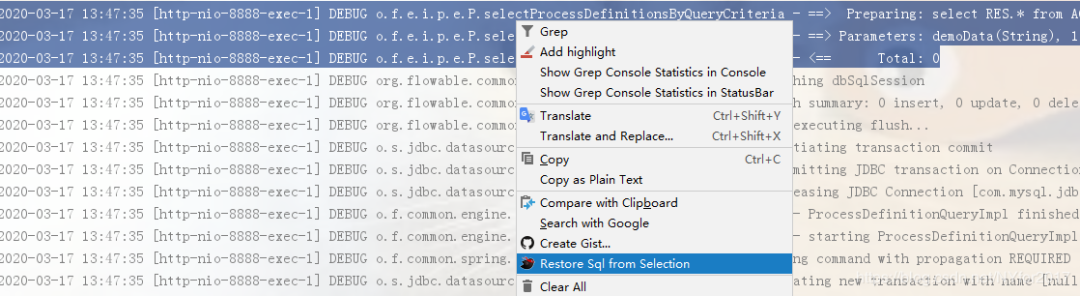 2020-03-17 13:47:35 [http-nio-8888-exec-1] DEBUG o.f.e.i.p.e.P.selectProcessDefinitionsByQueryCriteria - ==>  Preparing: select RES.* from
2020-03-17 13:47:35 [http-nio-8888-exec-1] DEBUG o.f.e.i.p.e.P.sele - ==> Parameters: demoData(String), 1
2020-03-17 13:47:35 [http-nio-8888-exec-1] DEBUG o.f.e.i.p.e.P.sele - <==      Total: 0
2020-03-17 13:47:35 [http-nio-8888-exec-1] DEBUG org.flowable.commo hing dbSqlSession
2020-03-17 13:47:35 [http-nio-8888-exec-1] DEBUG org.flowable.commo h summary: 0 insert, 0 update, 0 dele
2020-03-17 13:47:35 [http-nio-8888-exec-1] DEBUG org.flowable.commo executing flush...
2020-03-17 13:47:35 [http-nio-8888-exec-1] DEBUG o.s.jdbc.datasourc tiating transaction commit
2020-03-17 13:47:35 [http-nio-8888-exec-1] DEBUG o.s.jdbc.datasourc mitting JDBC transaction on Connection
2020-03-17 13:47:35 [http-nio-8888-exec-1] DEBUG o.s.jdbc.datasourc easing JDBC Connection [com.mysql.jdb
2020-03-17 13:47:35 [http-nio-8888-exec-1] DEBUG o.f.common.engine. - ProcessDefinitionQueryImpl finished
2020-03-17 13:47:35 [http-nio-8888-exec-1] DEBUG o.f.common.engine. - starting ProcessDefinitionQueryImpl
2020-03-17 13:47:35 [http-nio-8888-exec-1] DEBUG o.f.common.spring. ng command with propagation REQUIRED
2020-03-17 13:47:35 [http-nio-8888-exec-1] DEBUG o.s.jdbc.datasourc ating new transaction with name [null
Grep
Add highlight
Show Grep Console Statistics in Console
Show Grep Console Statistics in StatusBar
Translate Ctrl+Shift+Y
Translate and Replace... Ctrl+Shift+X
Copy Ctrl+C
Copy as Plain Text
Compare with Clipboard
Search with Google
Create Gist...
Restore Sql from Selection
Clear All